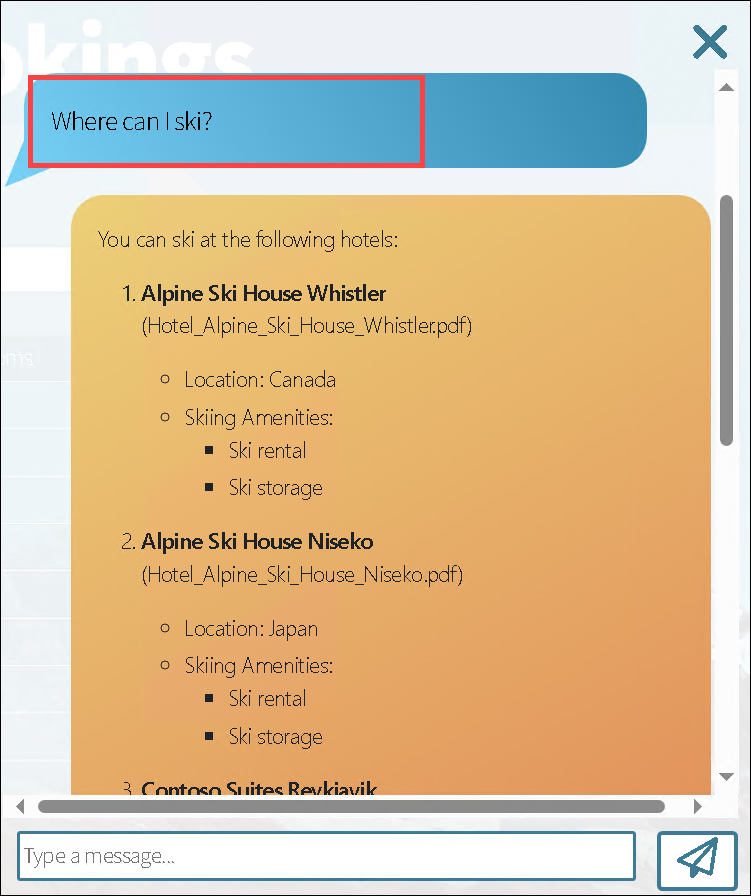 okings
Where can I ski?
You can ski at the following hotels:
1. Alpine Ski House Whistler
(Hotel_Alpine_Ski_House_Whistler.pdf)
Location: Canada
Skiing Amenities:
Ski rental
Ski storage
2. Alpine Ski House Niseko
(Hotel_Alpine_Ski_House_Niseko.pdf)
Location: Japan
Skiing Amenities:
Ski rental
Ski storage
3. Contoso Suites Reykjavik
Type a message...